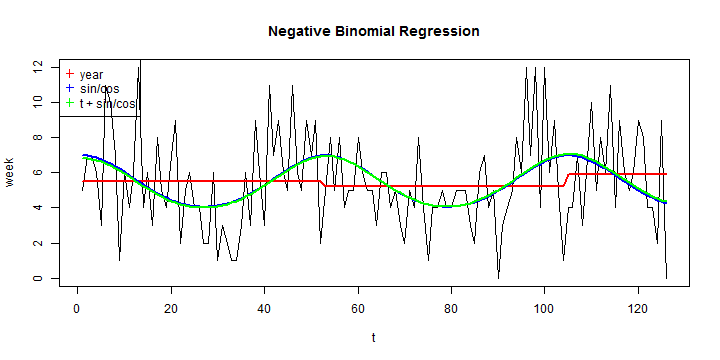 Negative Binomial Regression
12
10
8
6
4
2
0
week
+ year
+ sin/cos
+ t + sin/cos
0 20 40 60 80 100 120
t